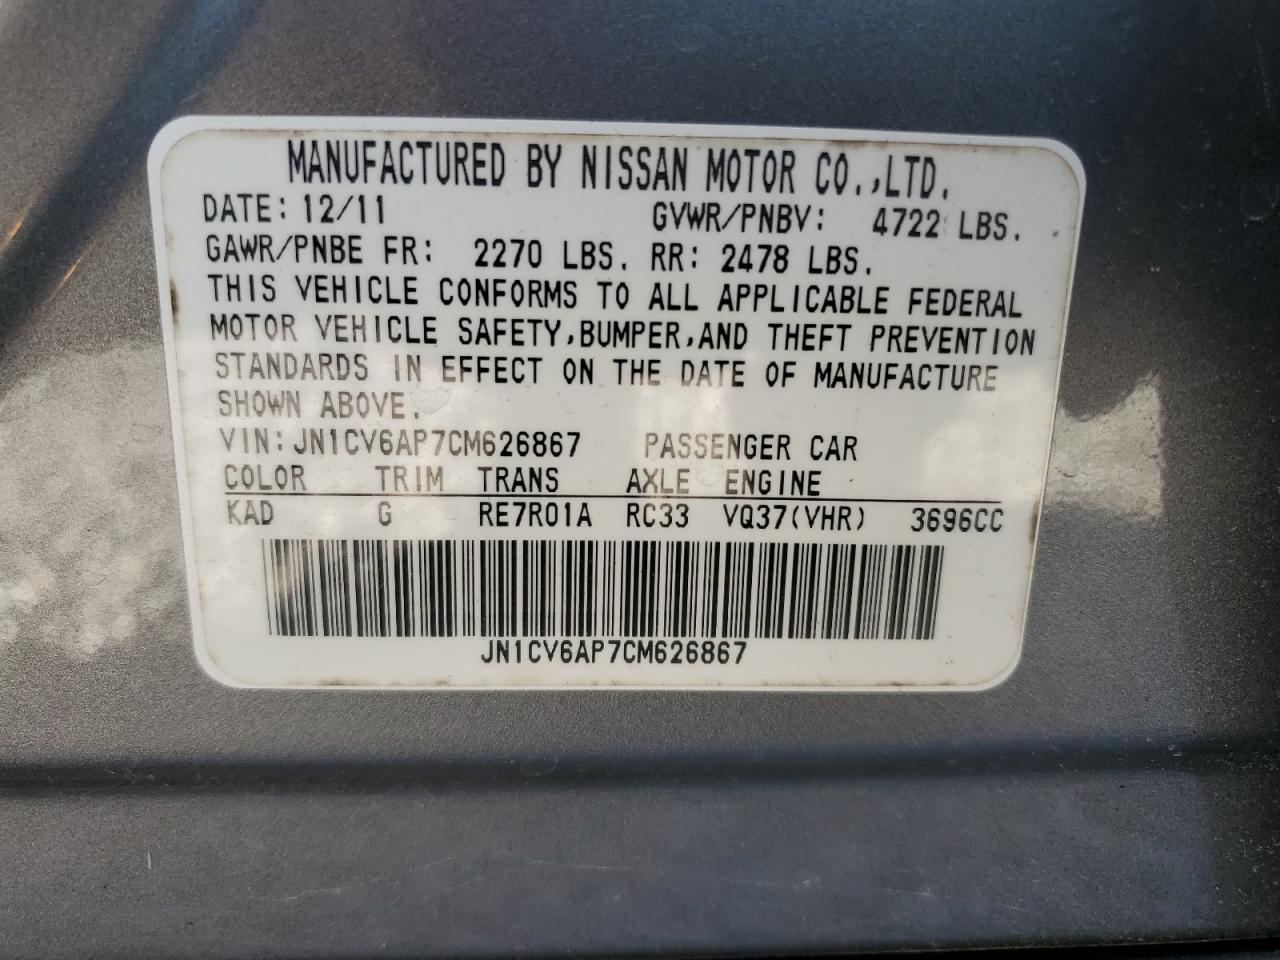 MANUFACTURED BY NISSAN MOTOR CO.,LTD.
DATE: 12/11 GVWR/PNBV: 4722 LBS.
GAWR/PNBE FR: 2270 LBS. RR: 2478 LBS.
THIS VEHICLE CONFORMS TO ALL APPLICABLE FEDERAL
MOTOR VEHICLE SAFETY,BUMPER,AND THEFT PREVENTION
STANDARDS IN EFFECT ON THE DATE OF MANUFACTURE
SHOWN ABOVE.
VIN:JN1CV6AP7CM626867 PASSENGER CAR
COLOR TRIM TRANS AXLE ENGINE
KAD G RE7R01A RC33 VQ37(VHR) 3696CC
JN1CV6AP7CM626867